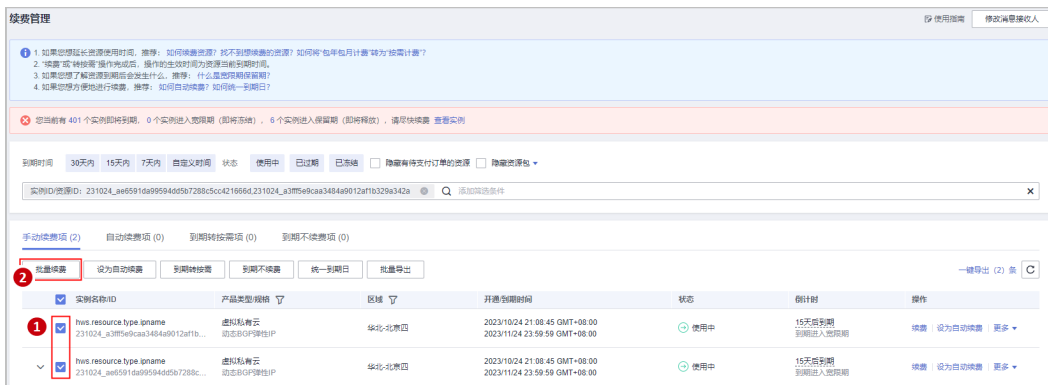 续费管理
使用指南 修改消息接收人
1. 如果您想延长资源使用时间，推荐： 如何续费资源？找不到想续费的资源？如何将“包年包月计费”转为“按需计费”？
2. “续费”或“转按需”操作完成后，操作的生效时间为资源当前到期时间。
3. 如果您想了解资源到期后会发生什么，推荐： 什么是宽限期保留期？
4. 如果您想方便地进行续费，推荐： 如何自动续费？如何统一到期日？
您当前有 401 个实例即将到期， 0 个实例进入宽限期（即将冻结）， 6 个实例进入保留期（即将释放），请尽快续费 查看实例
到期时间 30天内 15天内 7天内 自定义时间 状态 使用中 已过期 已冻结 隐藏有待支付订单的资源 隐藏资源包
实例ID/资源ID：231024_ae6591da99594dd5b7288c5cc421666d,231024_a3fff5e9caa3484a9012af1b329a342a 添加筛选条件
手动续费项 (2) 自动续费项 (0) 到期转按需项 (0) 到期不续费项 (0)
2 批量续费 设为自动续费 到期转按需 到期不续费 统一到期日 批量导出 一键导出（2）条
实例名称/ID 产品类型/规格 区域 开通/到期时间 状态 倒计时 操作
1 hws.resource.type.ipname 虚拟私有云 华北-北京四 2023/10/24 21:08:45 GMT+08:00 使用中 15天后到期 续费 设为自动续费 更多
231024_a3fff5e9caa3484a9012af1b... 动态BGP弹性IP 2023/11/24 23:59:59 GMT+08:00 到期进入宽限期
hws.resource.type.ipname 虚拟私有云 华北-北京四 2023/10/24 21:08:45 GMT+08:00 使用中 15天后到期 续费 设为自动续费 更多
231024_ae6591da99594dd5b7288c... 动态BGP弹性IP 2023/11/24 23:59:59 GMT+08:00 到期进入宽限期